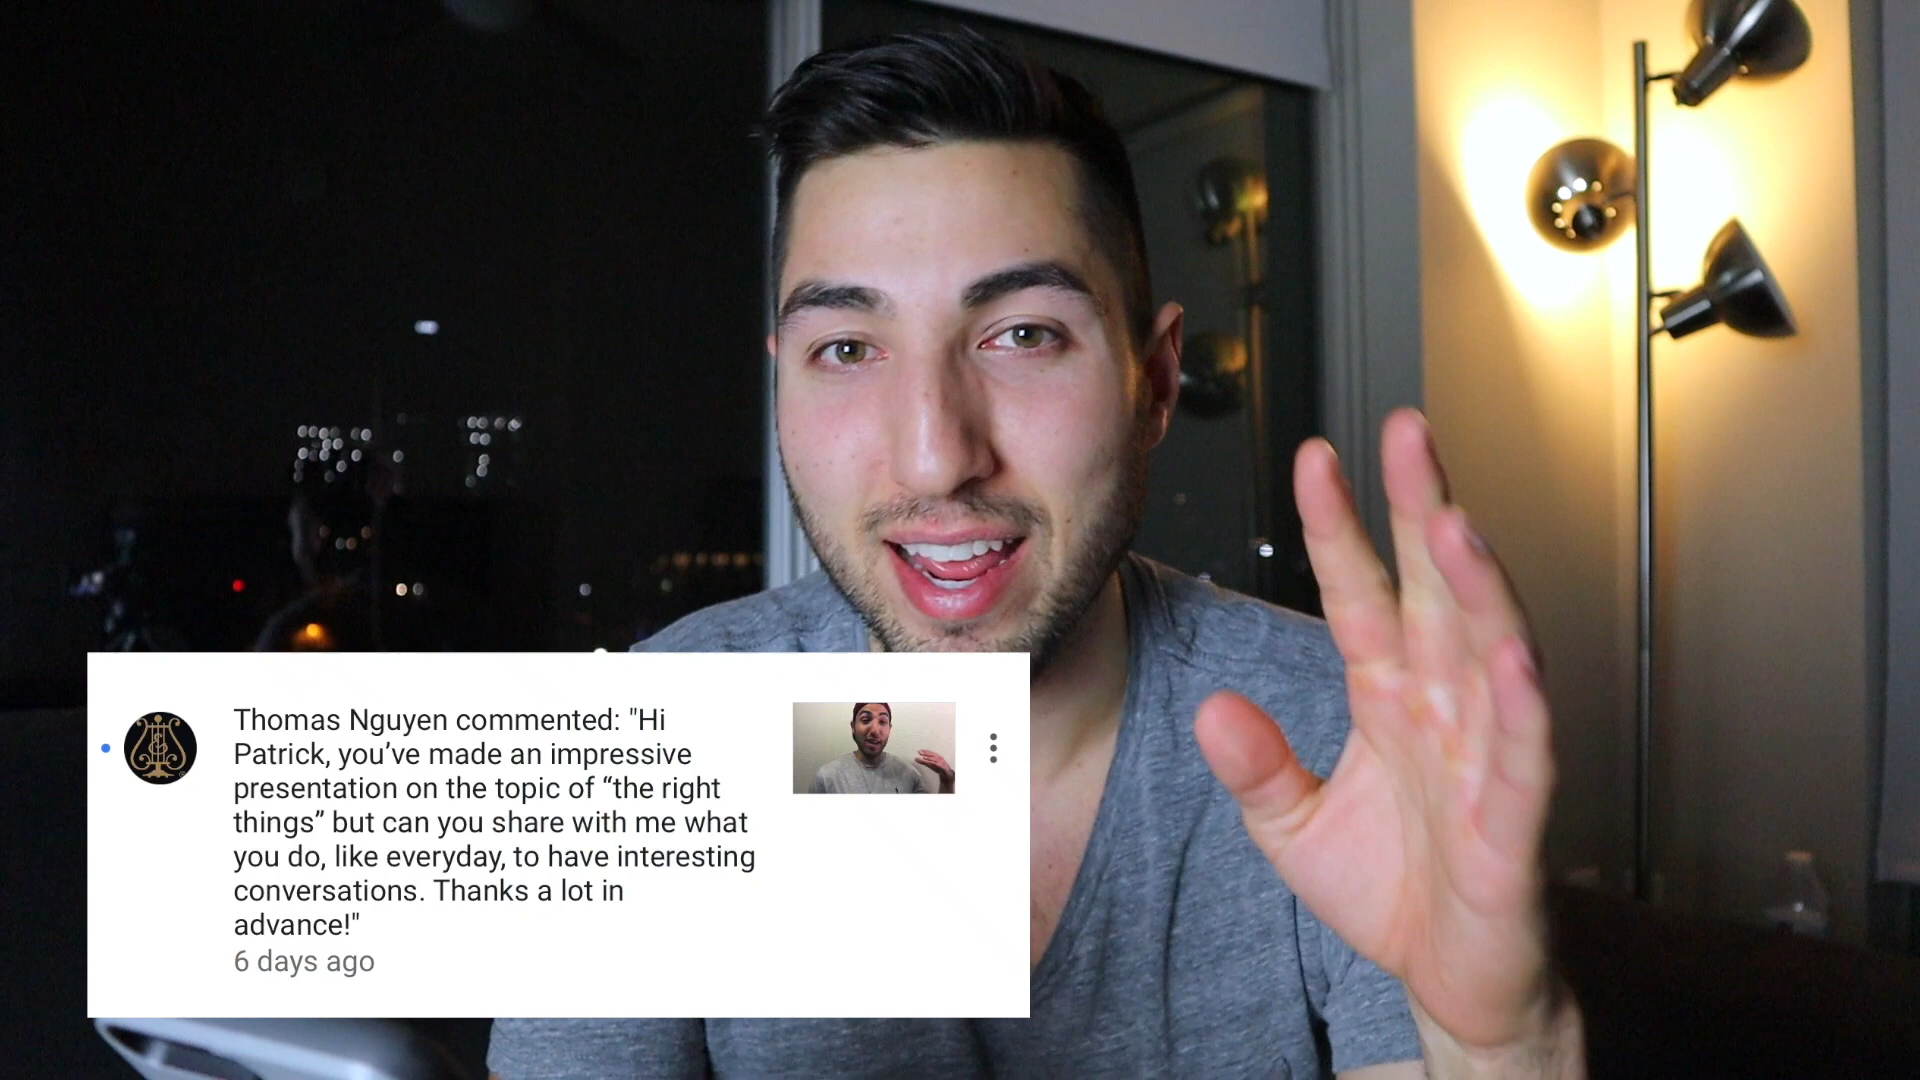 Thomas Nguyen commented: "Hi
Patrick, you’ve made an impressive
presentation on the topic of “the right
things” but can you share with me what
you do, like everyday, to have interesting
conversations. Thanks a lot in
advance!"
6 days ago